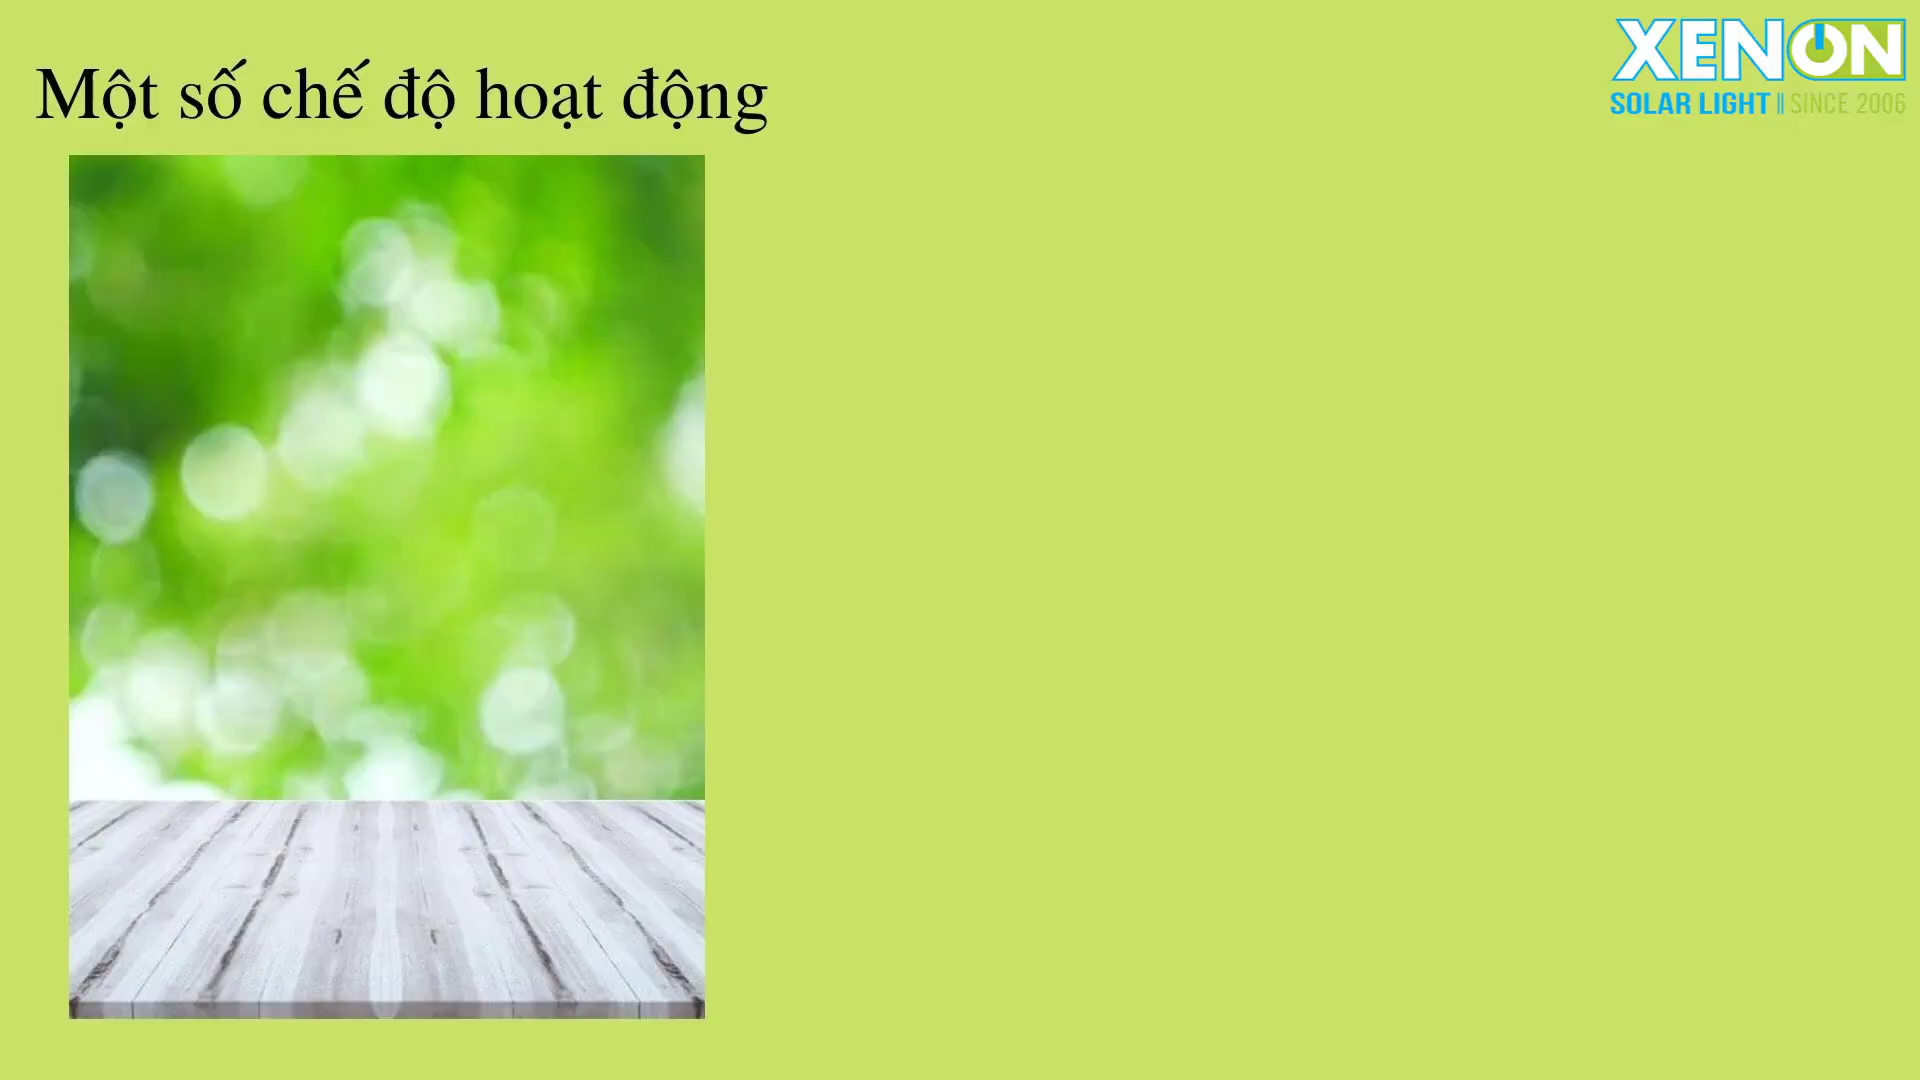 Một số chế độ hoạt động
XENON
SOLAR LIGHT || SINCE 2006